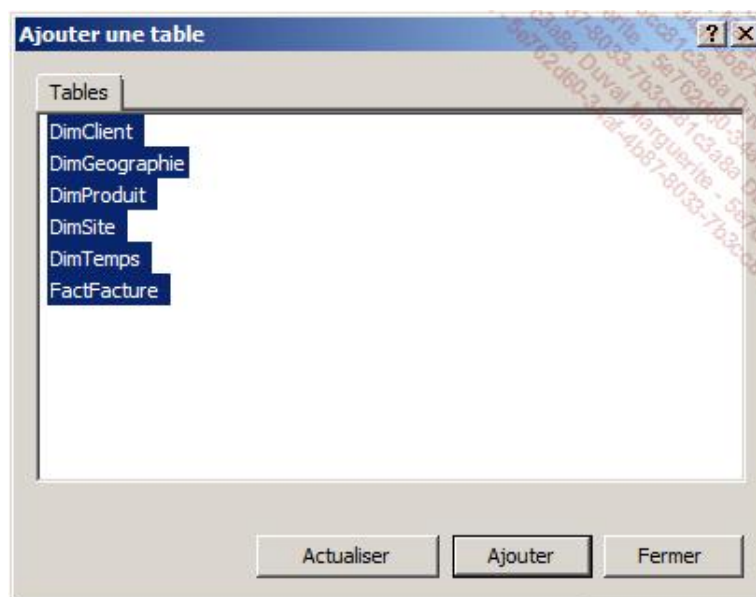 Ajouter une table
Tables
DimClient
DimGeographie
DimProduit
DimSite
DimTemps
FactFacture
Actualiser
Ajouter
Fermer